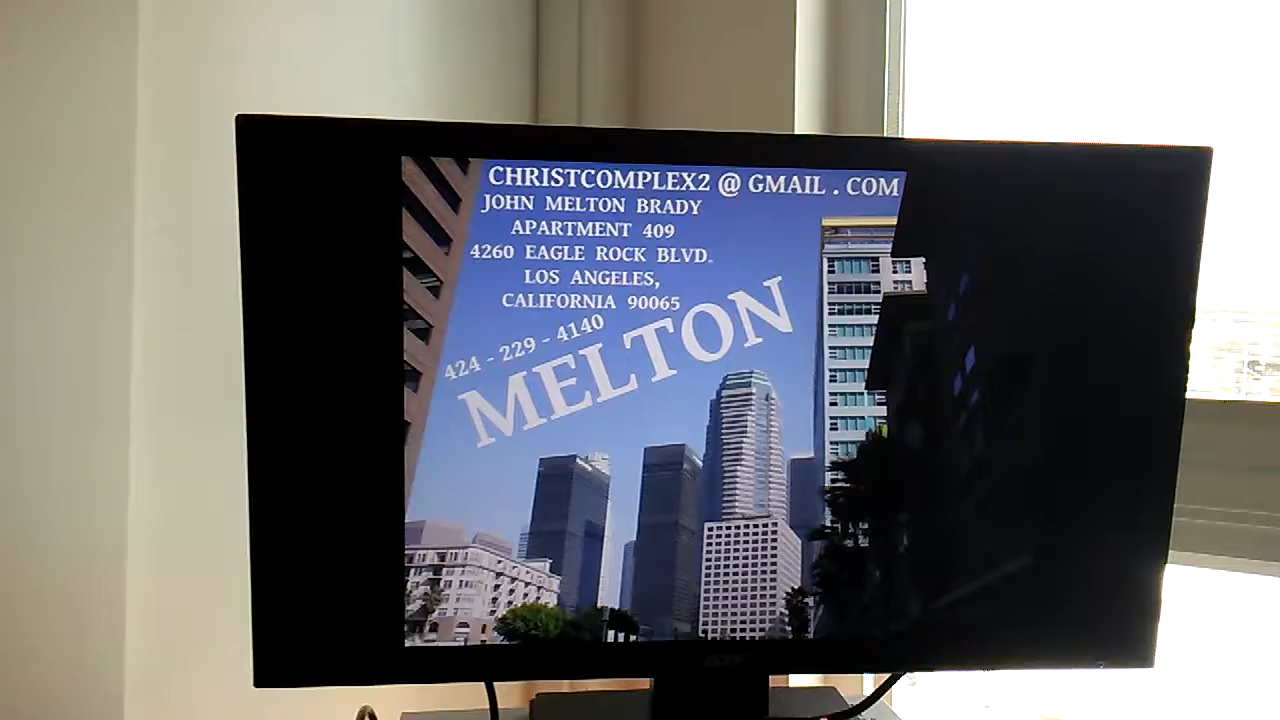 CHRISTCOMPLEX2 @ GMAIL . COM
JOHN MELTON BRADY
APARTMENT 409
4260 EAGLE ROCK BLVD.
LOS ANGELES,
CALIFORNIA 90065
424 - 229 - 4140
MELTON
acer